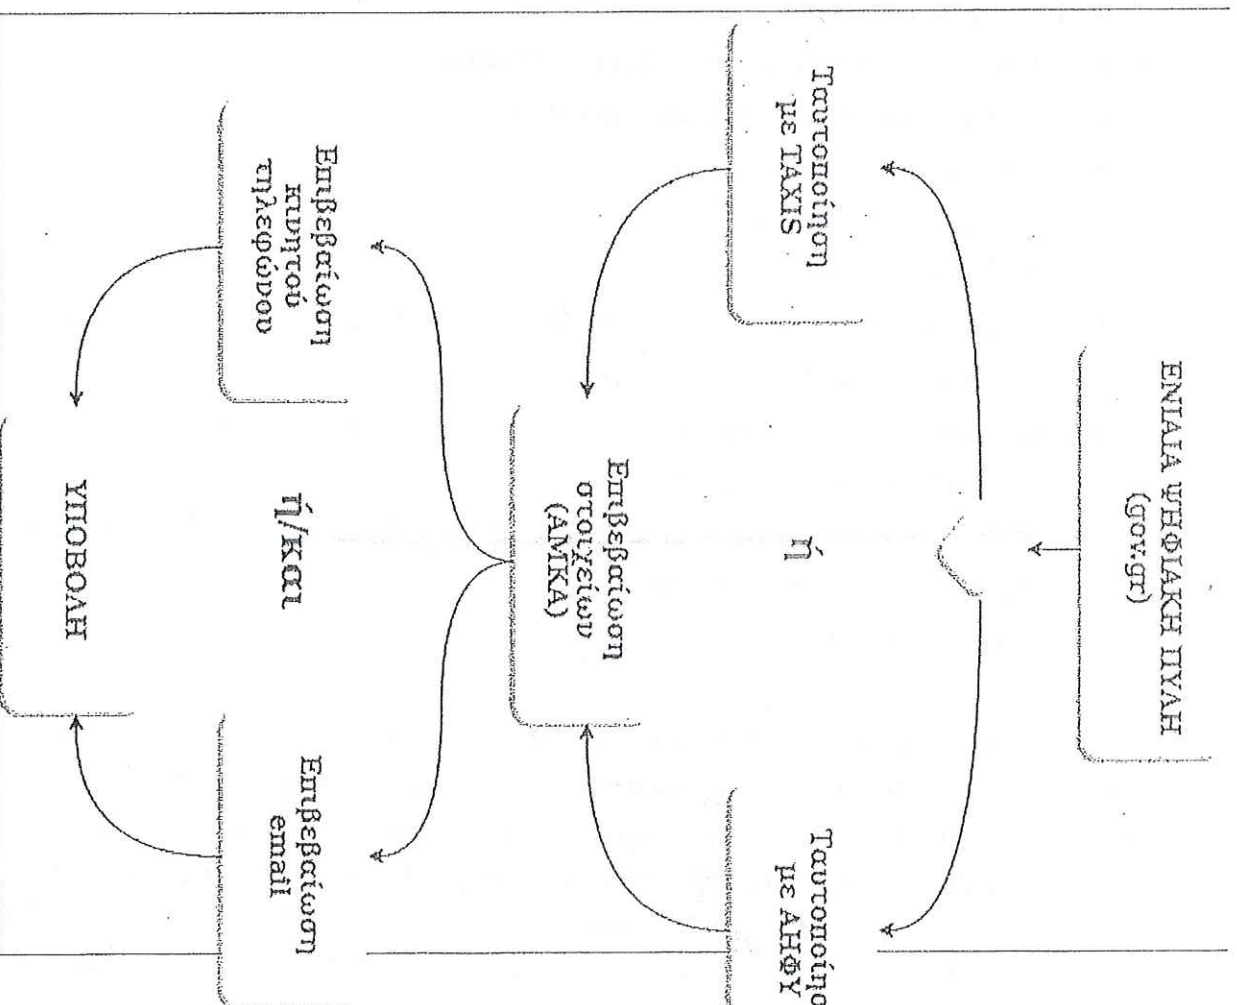 ΕΝΙΑΙΑ ΨΗΦΙΑΚΗ ΠΥΛΗ
(gov.gr)
Ταυτοποίηση
με TAXIS
ή
Ταυτοποίησ
με ΑΗΦΥ
Επιβεβαίωση
στοιχείων
(ΑΜΚΑ)
Επιβεβαίωση
κινητού
τηλεφώνου
ή/και
Επιβεβαίωση
email
ΥΠΟΒΟΛΗ